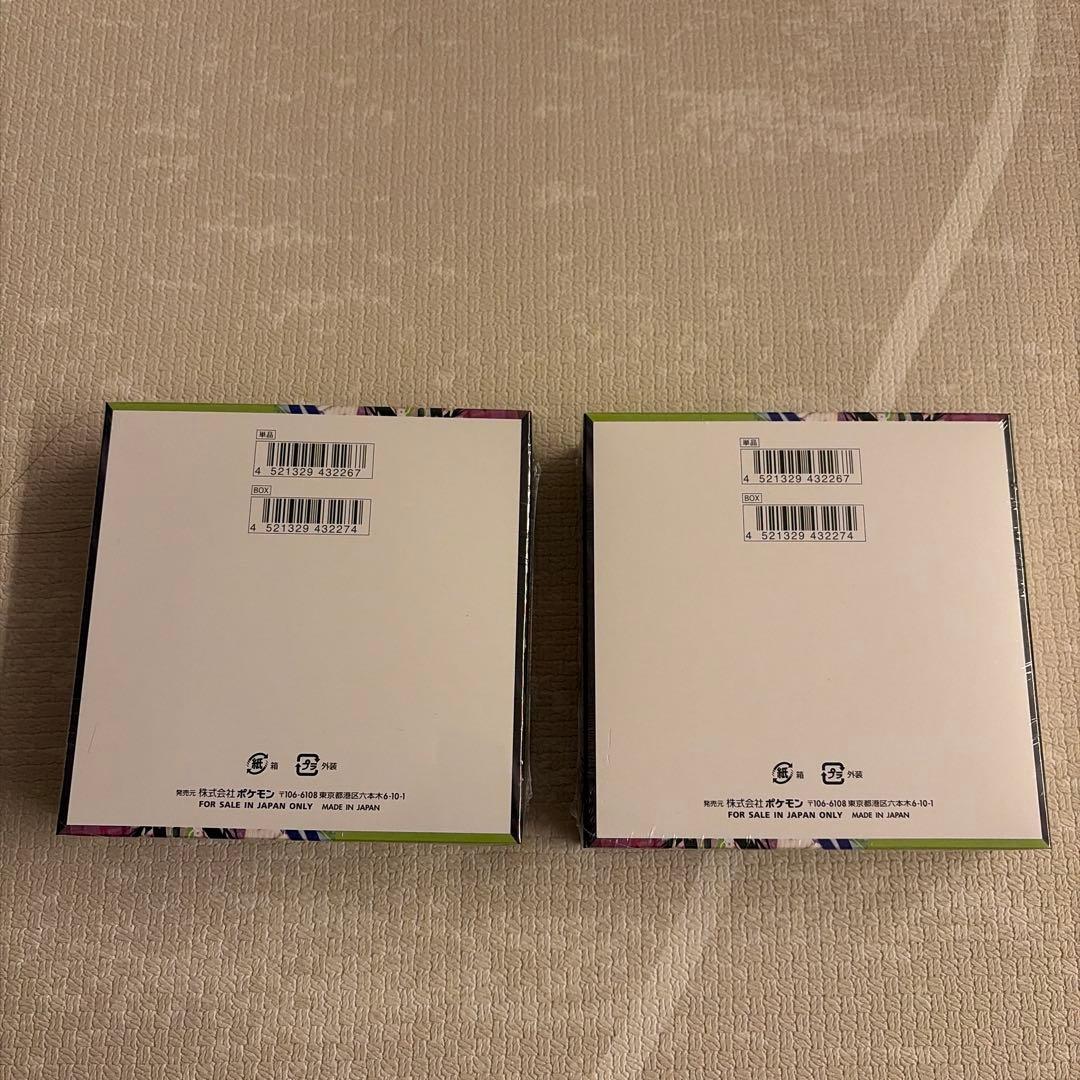 単品
4 521329 432267
BOX
4 521329 432274
紙 箱 プラ 外装
発売元 株式会社 ポケモン 〒106-6108 東京都港区六本木6-10-1
FOR SALE IN JAPAN ONLY MADE IN JAPAN
単品
4 521329 432267
BOX
4 521329 432274
紙 箱 プラ 外装
発売元 株式会社 ポケモン 〒106-6108 東京都港区六本木6-10-1
FOR SALE IN JAPAN ONLY MADE IN JAPAN